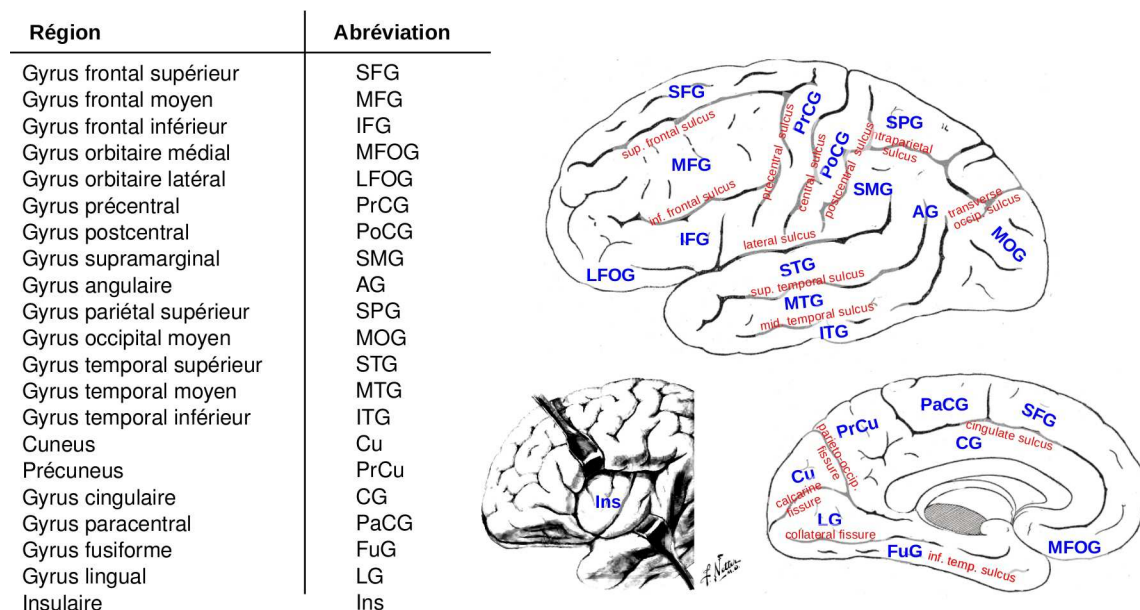 Région Abréviation
Gyrus frontal supérieur SFG
Gyrus frontal moyen MFG
Gyrus frontal inférieur IFG
Gyrus orbitaire médial MFOG
Gyrus orbitaire latéral LFOG
Gyrus précentral PrCG
Gyrus postcentral PoCG
Gyrus supramarginal SMG
Gyrus angulaire AG
Gyrus pariétal supérieur SPG
Gyrus occipital moyen MOG
Gyrus temporal supérieur STG
Gyrus temporal moyen MTG
Gyrus temporal inférieur ITG
Cuneus Cu
Précuneus PrCu
Gyrus cingulaire CG
Gyrus paracentral PaCG
Gyrus fusiforme FuG
Gyrus lingual LG
Insulaire Ins
SFG
sup. frontal sulcus
MFG
inf. frontal sulcus
IFG
LFOG
precentral sulcus
PrCG
central sulcus
PoCG
postcentral sulcus
SPG
intraparietal
sulcus
SMG
AG
transverse
occip. sulcus
MOG
lateral sulcus
STG
sup. temporal sulcus
MTG
mid. temporal sulcus
ITG
Ins
F. Netter
PaCG
SFG
cingulate sulcus
CG
PrCu
parieto-occip.
fissure
Cu
calcarine
fissure
LG
collateral fissure
FuG
inf. temp. sulcus
MFOG